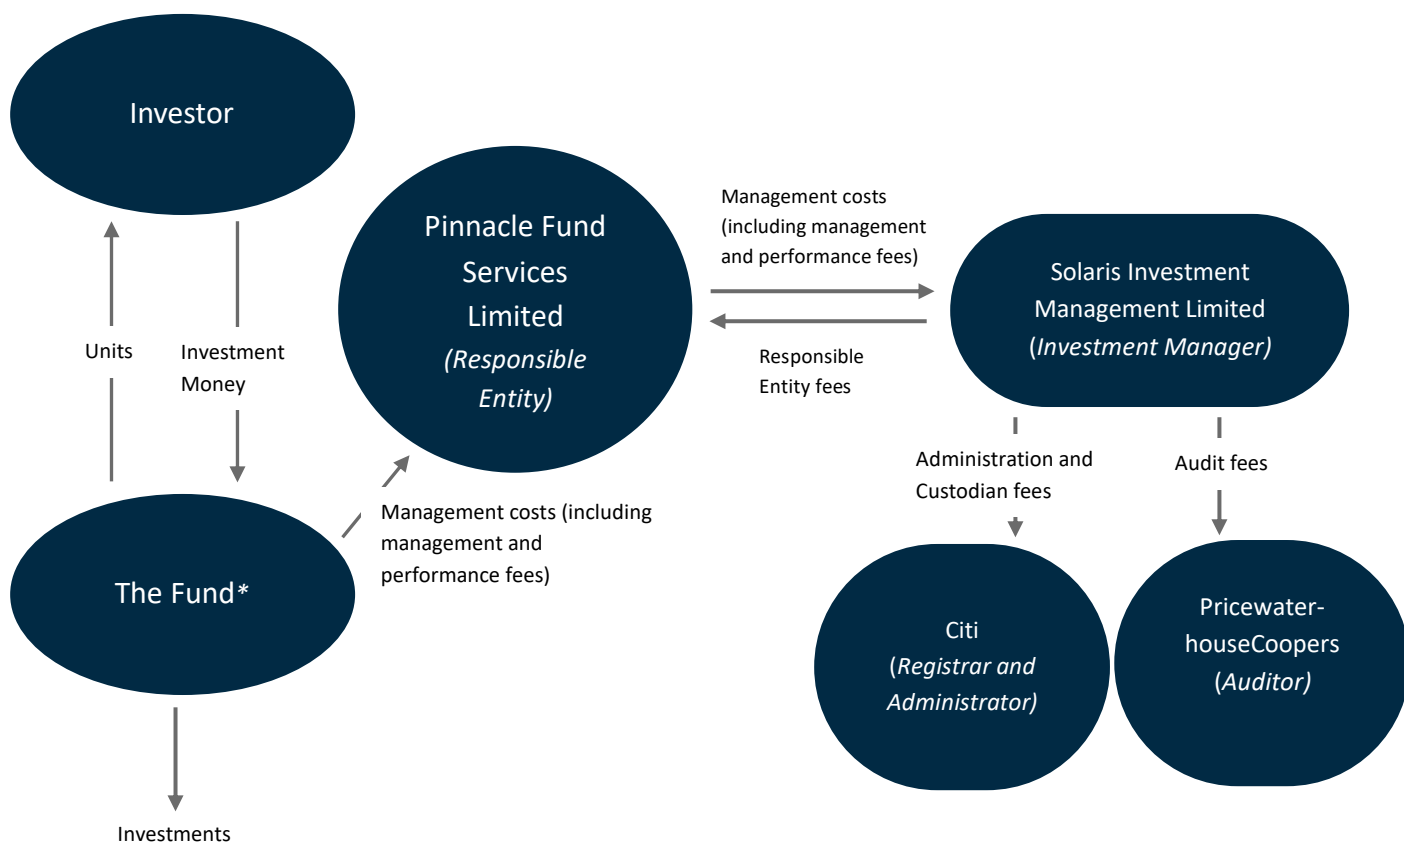 Investor
Units
Investment
Money
The Fund*
Investments
Pinnacle Fund
Services
Limited
(Responsible
Entity)
Management costs (including
management and
performance fees)
Management costs
(including management
and performance fees)
Responsible
Entity fees
Solaris Investment
Management Limited
(Investment Manager)
Administration and
Custodian fees
Audit fees
Citi
(Registrar and
Administrator)
Pricewater-
houseCoopers
(Auditor)